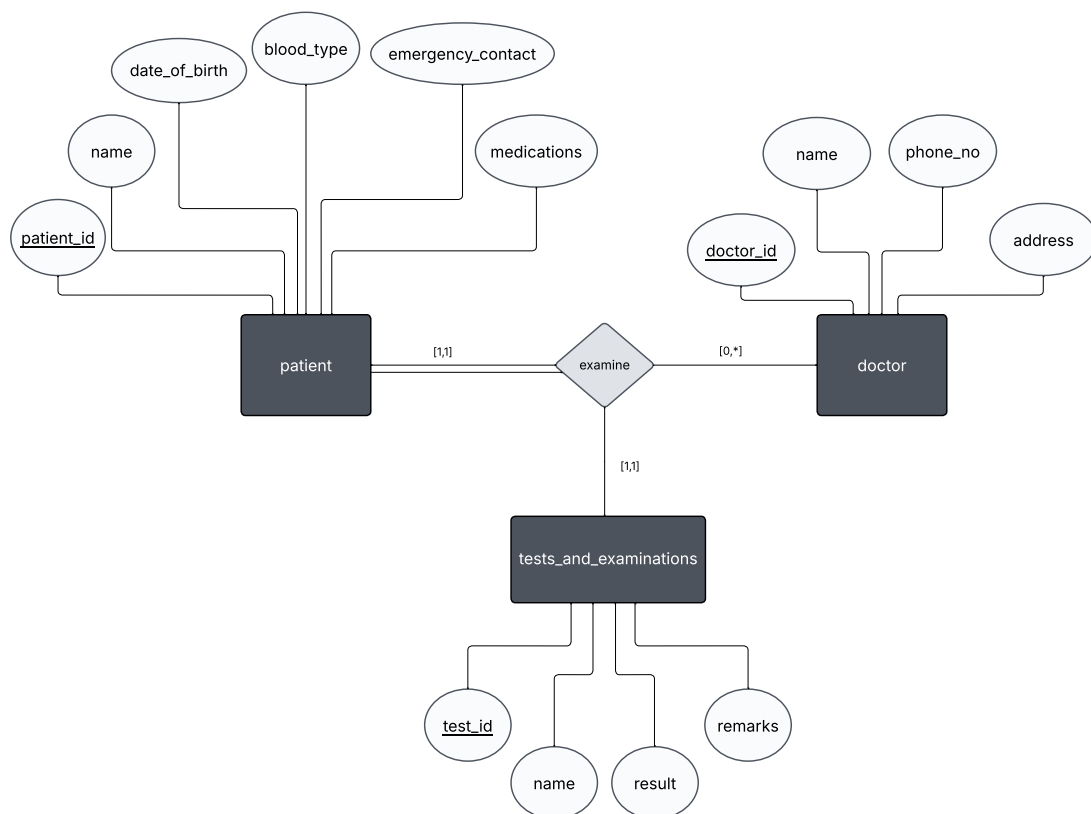 blood_type
emergency_contact
date_of_birth
name
medications
name
phone_no
patient_id
doctor_id
address
[1,1]
[0,*]
patient
examine
doctor
[1,1]
tests_and_examinations
test_id
remarks
name
result